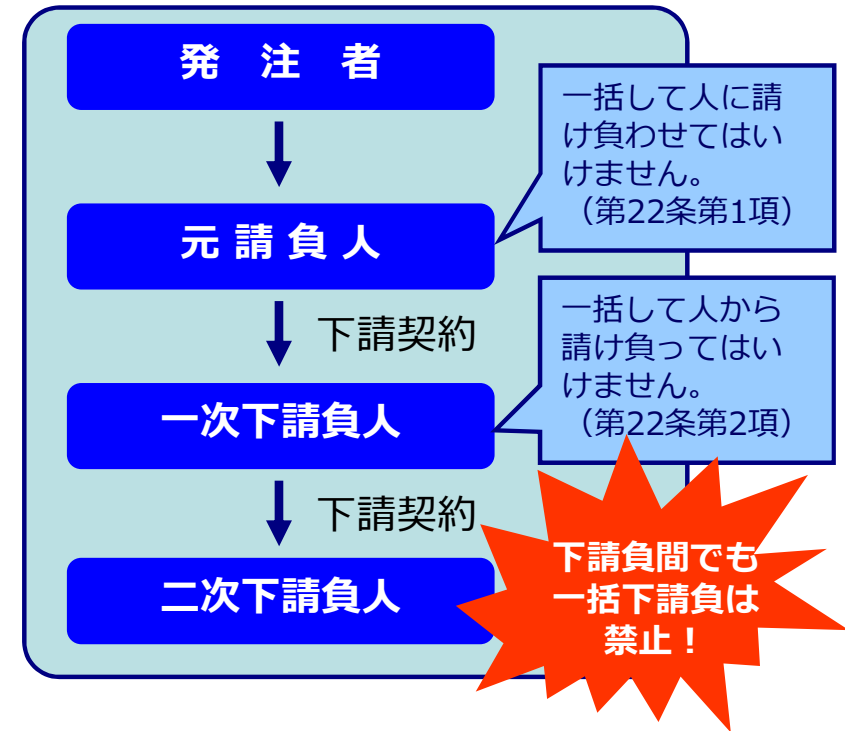 発 注 者
一括して人に請
け負わせてはい
けません。
（第22条第1項）
元 請 負 人
下請契約
一括して人から
請け負ってはい
けません。
（第22条第2項）
一次下請負人
下請契約
下請負間でも
一括下請負は
禁止！
二次下請負人